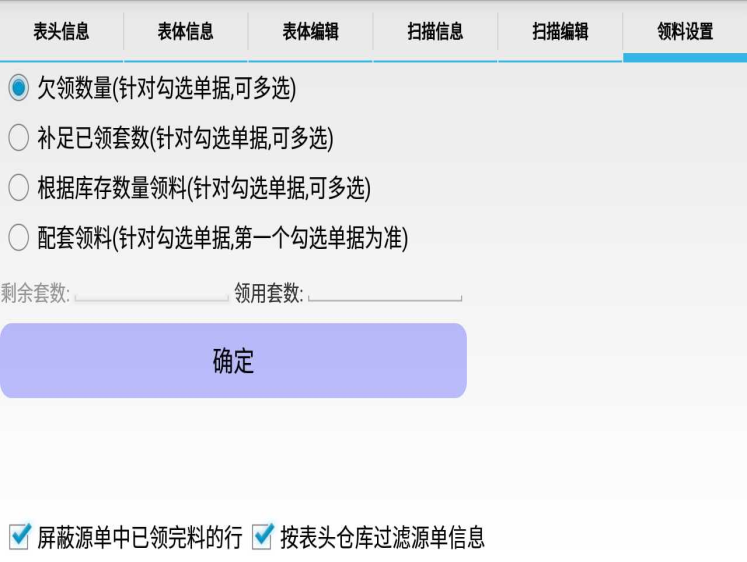 表头信息 表体信息 表体编辑 扫描信息 扫描编辑 领料设置
欠领数量(针对勾选单据,可多选)
补足已领套数(针对勾选单据,可多选)
根据库存数量领料(针对勾选单据,可多选)
配套领料(针对勾选单据,第一个勾选单据为准)
剩余套数: 领用套数:
确定
屏蔽源单中已领完料的行 按表头仓库过滤源单信息